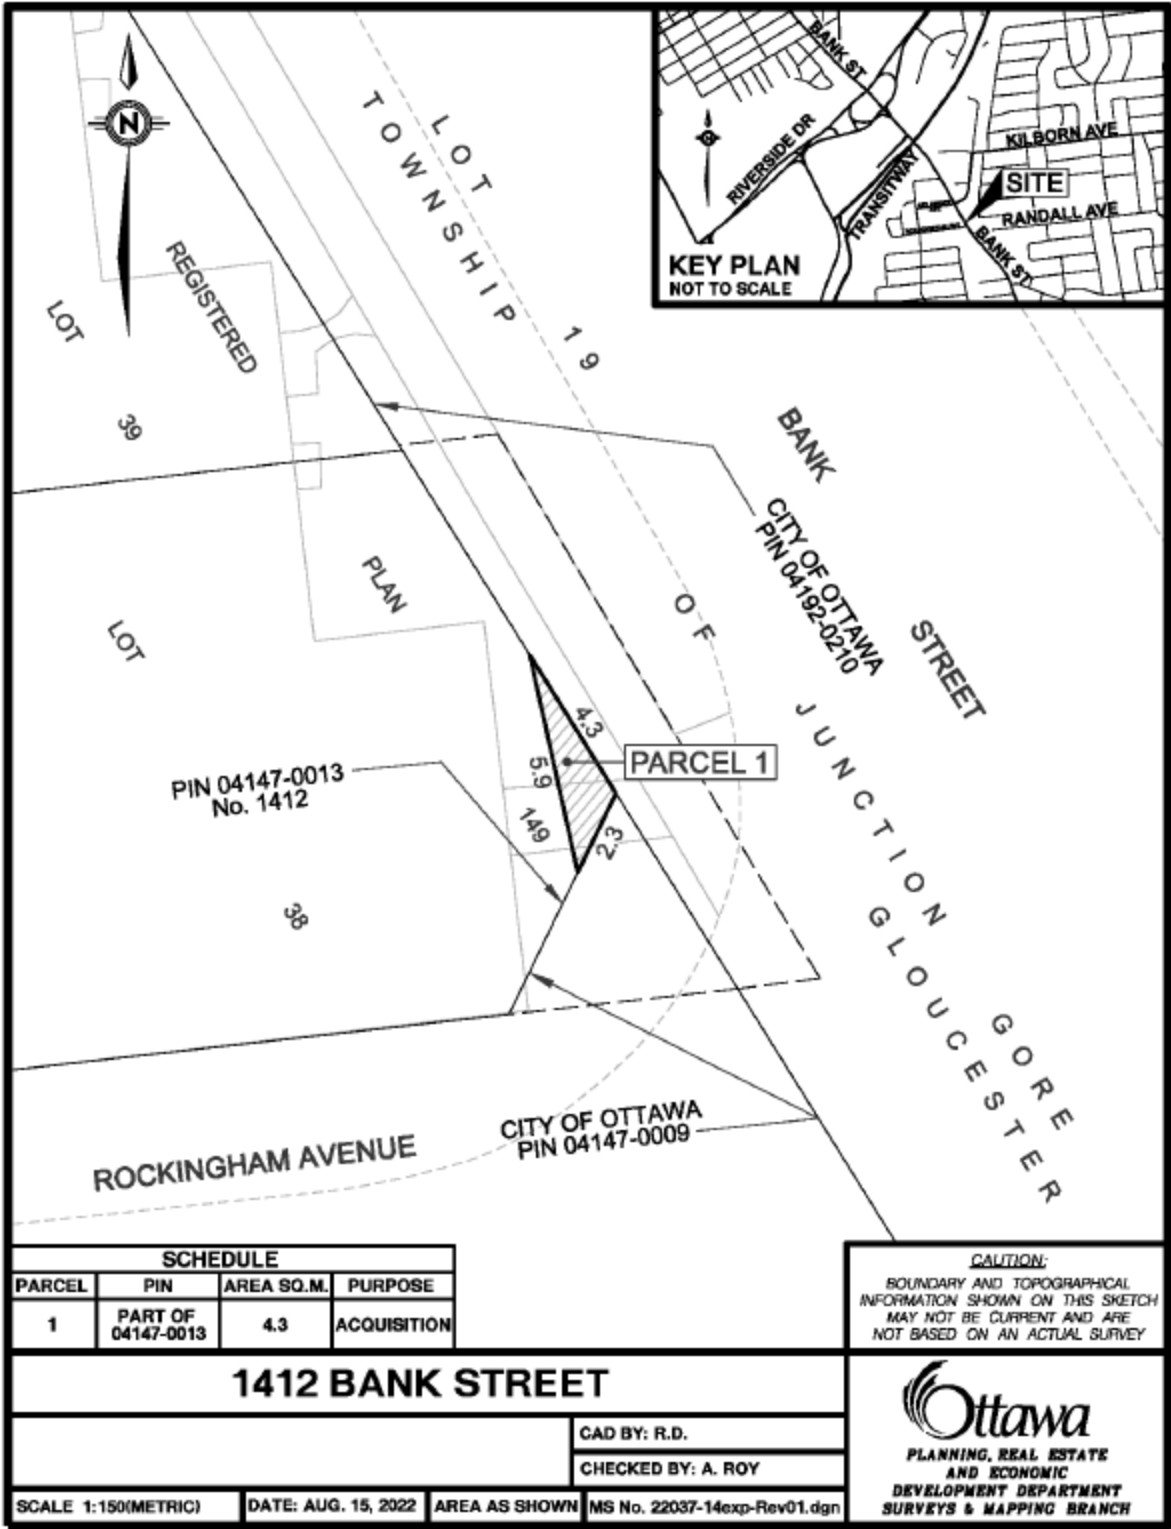 N
LOT
TOWNSHIP
19
OF
JUNCTION
GORE
GLOUCESTER
BANK ST
RIVERSIDE DR
TRANSITWAY
KILBORN AVE
SITE
RANDALL AVE
BANK ST
KEY PLAN
NOT TO SCALE
REGISTERED
PLAN
149
LOT
39
LOT
38
BANK
STREET
CITY OF OTTAWA
PIN 04192-0210
4.3
5.9
2.3
PARCEL 1
PIN 04147-0013
No. 1412
CITY OF OTTAWA
PIN 04147-0009
ROCKINGHAM AVENUE
SCHEDULE
PARCEL PIN AREA SQ.M. PURPOSE
1 PART OF 04147-0013 4.3 ACQUISITION
CAUTION:
BOUNDARY AND TOPOGRAPHICAL
INFORMATION SHOWN ON THIS SKETCH
MAY NOT BE CURRENT AND ARE
NOT BASED ON AN ACTUAL SURVEY
1412 BANK STREET
CAD BY: R.D.
CHECKED BY: A. ROY
SCALE 1:150(METRIC) DATE: AUG. 15, 2022 AREA AS SHOWN MS No. 22037-14exp-Rev01.dgn
Ottawa
PLANNING, REAL ESTATE
AND ECONOMIC
DEVELOPMENT DEPARTMENT
SURVEYS & MAPPING BRANCH